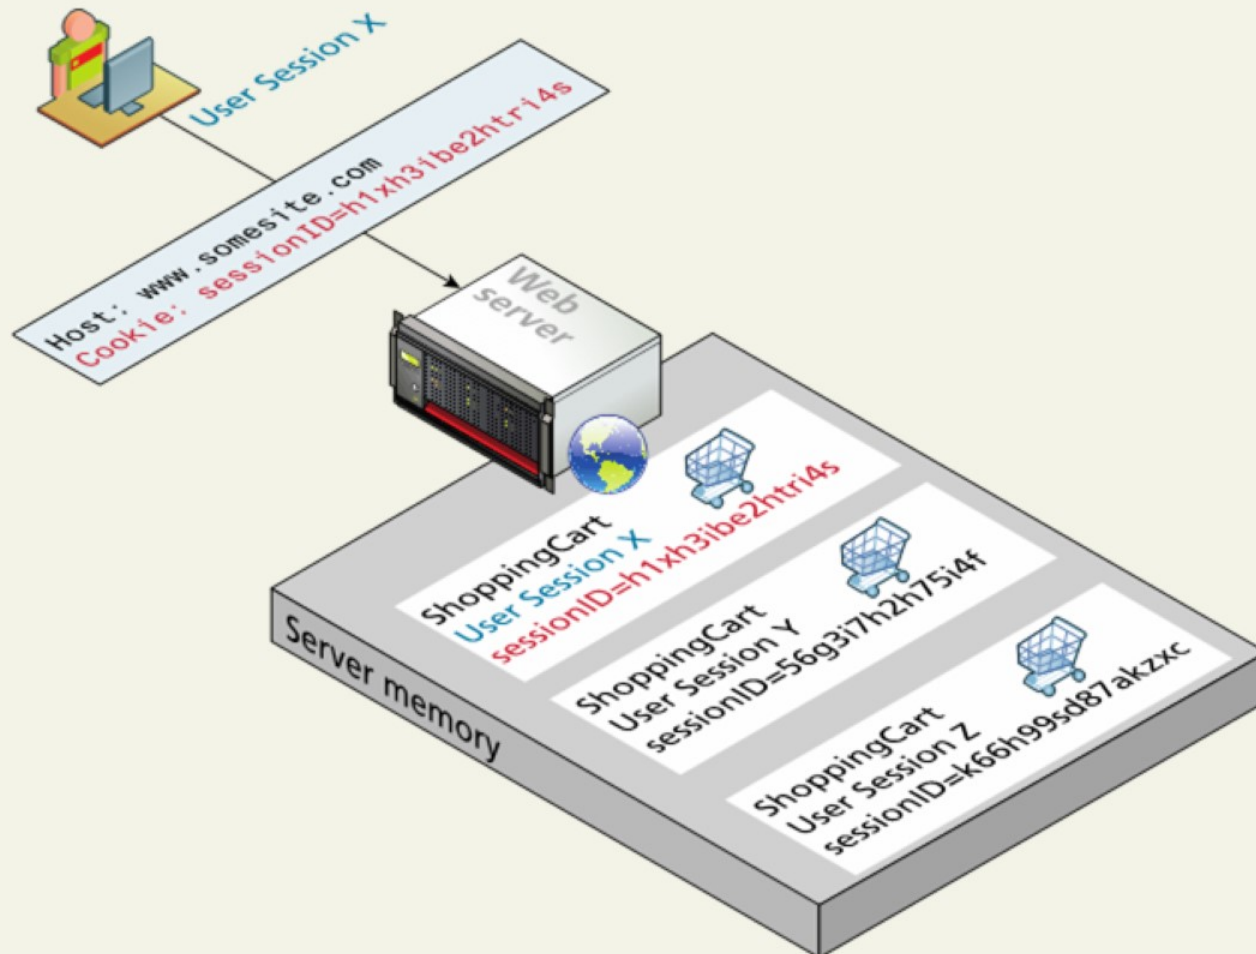 User Session X
Host: www.somesite.com
Cookie: sessionID=h1xh3ibe2htri4s
Web
server
ShoppingCart
User Session X
sessionID=h1xh3ibe2htri4s
ShoppingCart
User Session Y
sessionID=56g3i7h2h75i4f
ShoppingCart
User Session Z
sessionID=k66h99sd87akzxc
Server memory